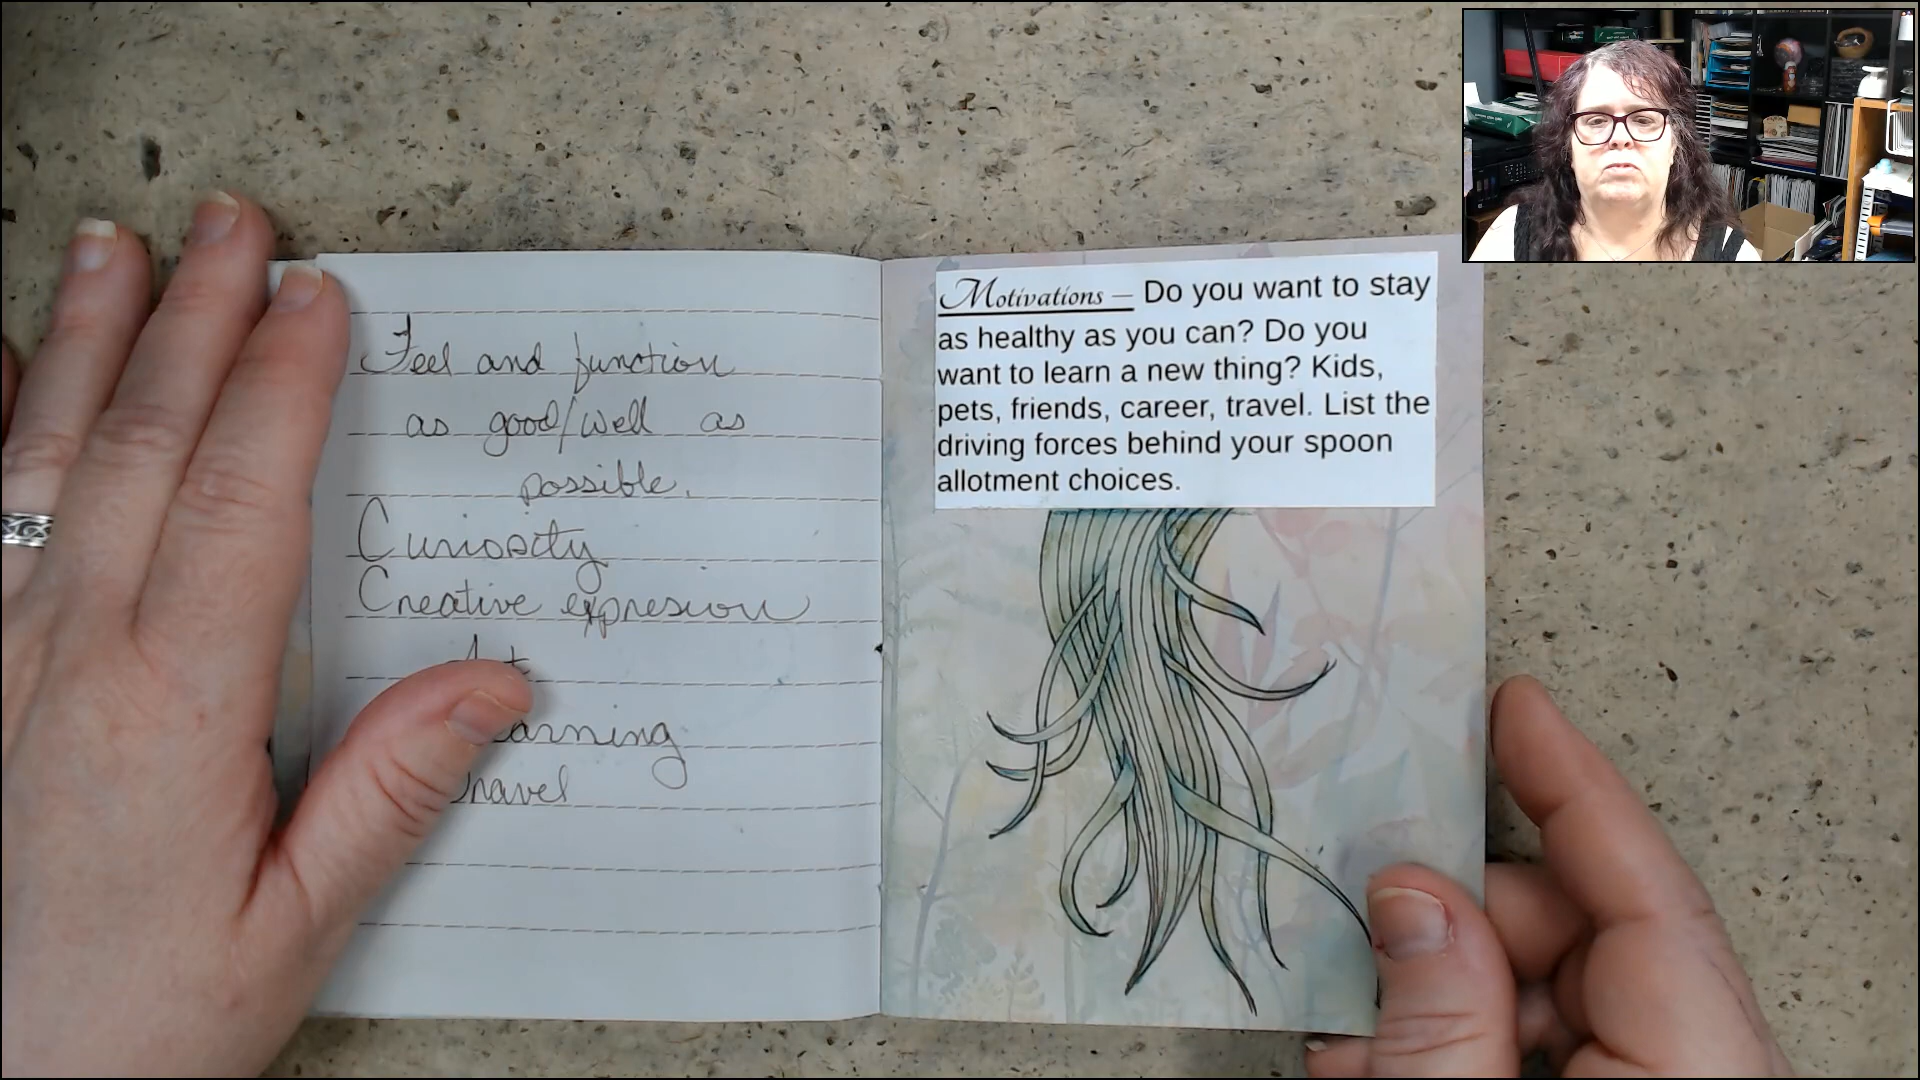 Feel and function
as good/well as
possible.
Curiosity
Creative expresion
Motivations — Do you want to stay
as healthy as you can? Do you
want to learn a new thing? Kids,
pets, friends, career, travel. List the
driving forces behind your spoon
allotment choices.